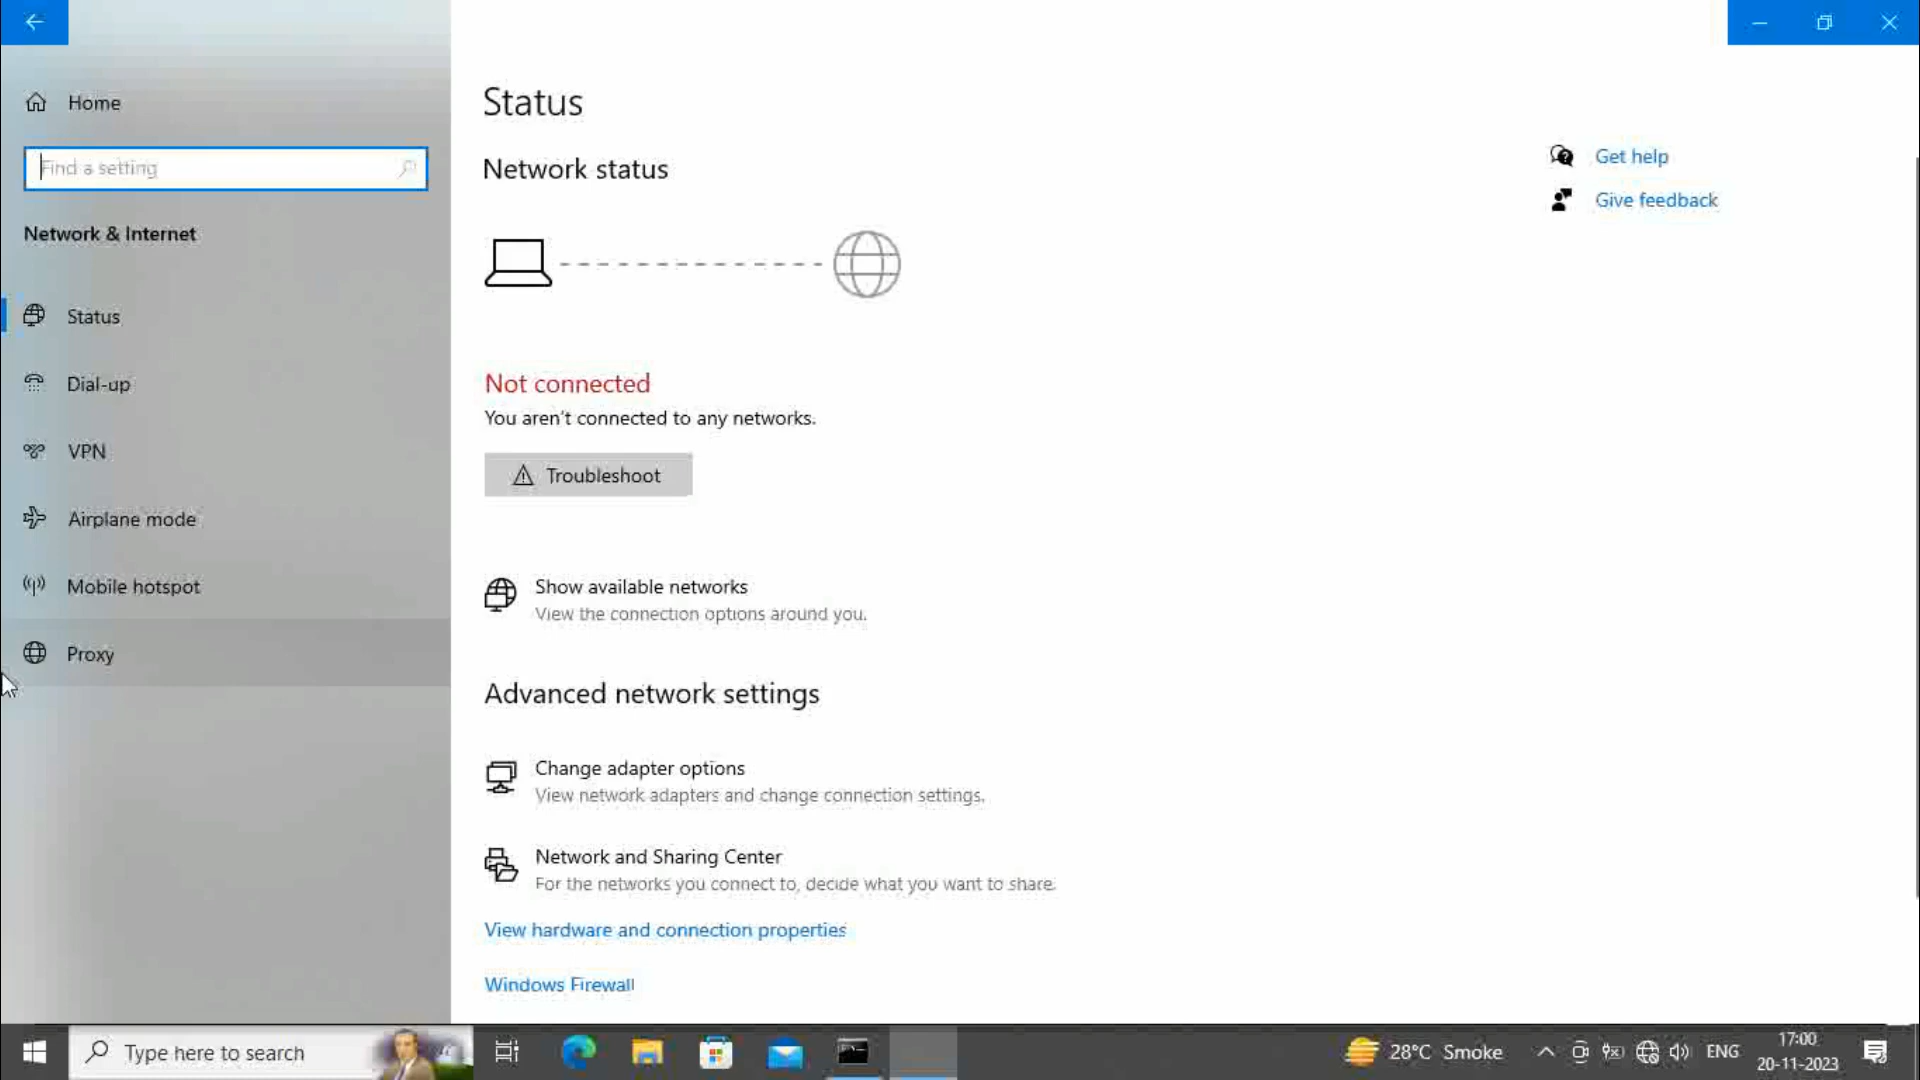 Home
Find a setting
Network & Internet
Status
Dial-up
VPN
Airplane mode
Mobile hotspot
Proxy
Status
Network status
Not connected
You aren't connected to any networks.
Troubleshoot
Show available networks
View the connection options around you.
Advanced network settings
Change adapter options
View network adapters and change connection settings.
Network and Sharing Center
For the networks you connect to, decide what you want to share.
View hardware and connection properties
Windows Firewall
Get help
Give feedback
Type here to search
28°C Smoke
ENG
17:00
20-11-2023